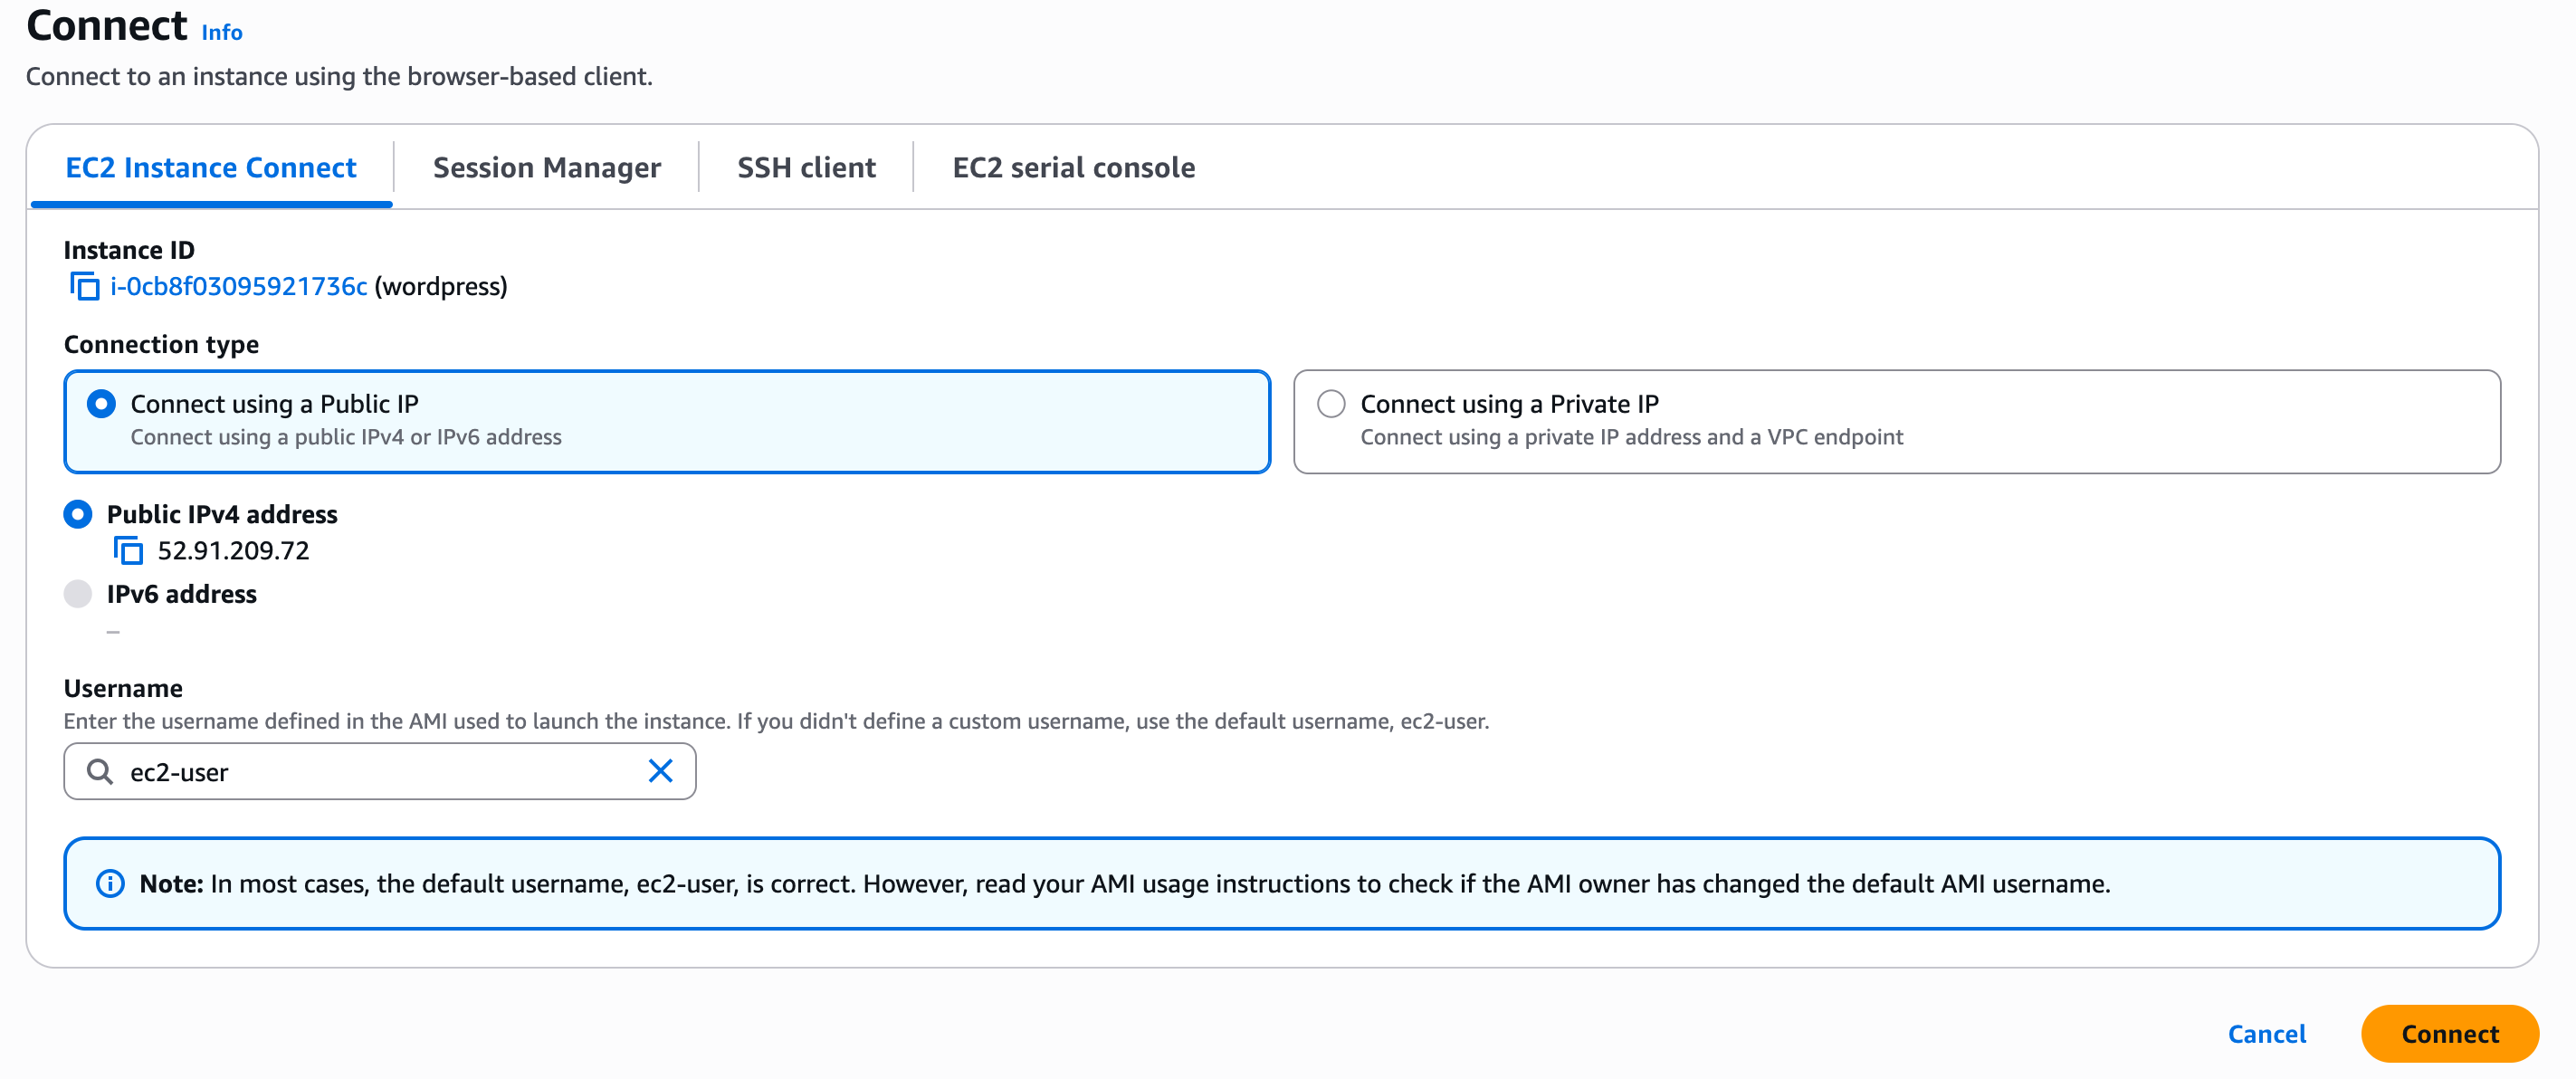 Connect Info
Connect to an instance using the browser-based client.
EC2 Instance Connect
Session Manager
SSH client
EC2 serial console
Instance ID
i-0cb8f03095921736c (wordpress)
Connection type
Connect using a Public IP
Connect using a public IPv4 or IPv6 address
Connect using a Private IP
Connect using a private IP address and a VPC endpoint
Public IPv4 address
52.91.209.72
IPv6 address
–
Username
Enter the username defined in the AMI used to launch the instance. If you didn't define a custom username, use the default username, ec2-user.
ec2-user
Note: In most cases, the default username, ec2-user, is correct. However, read your AMI usage instructions to check if the AMI owner has changed the default AMI username.
Cancel
Connect